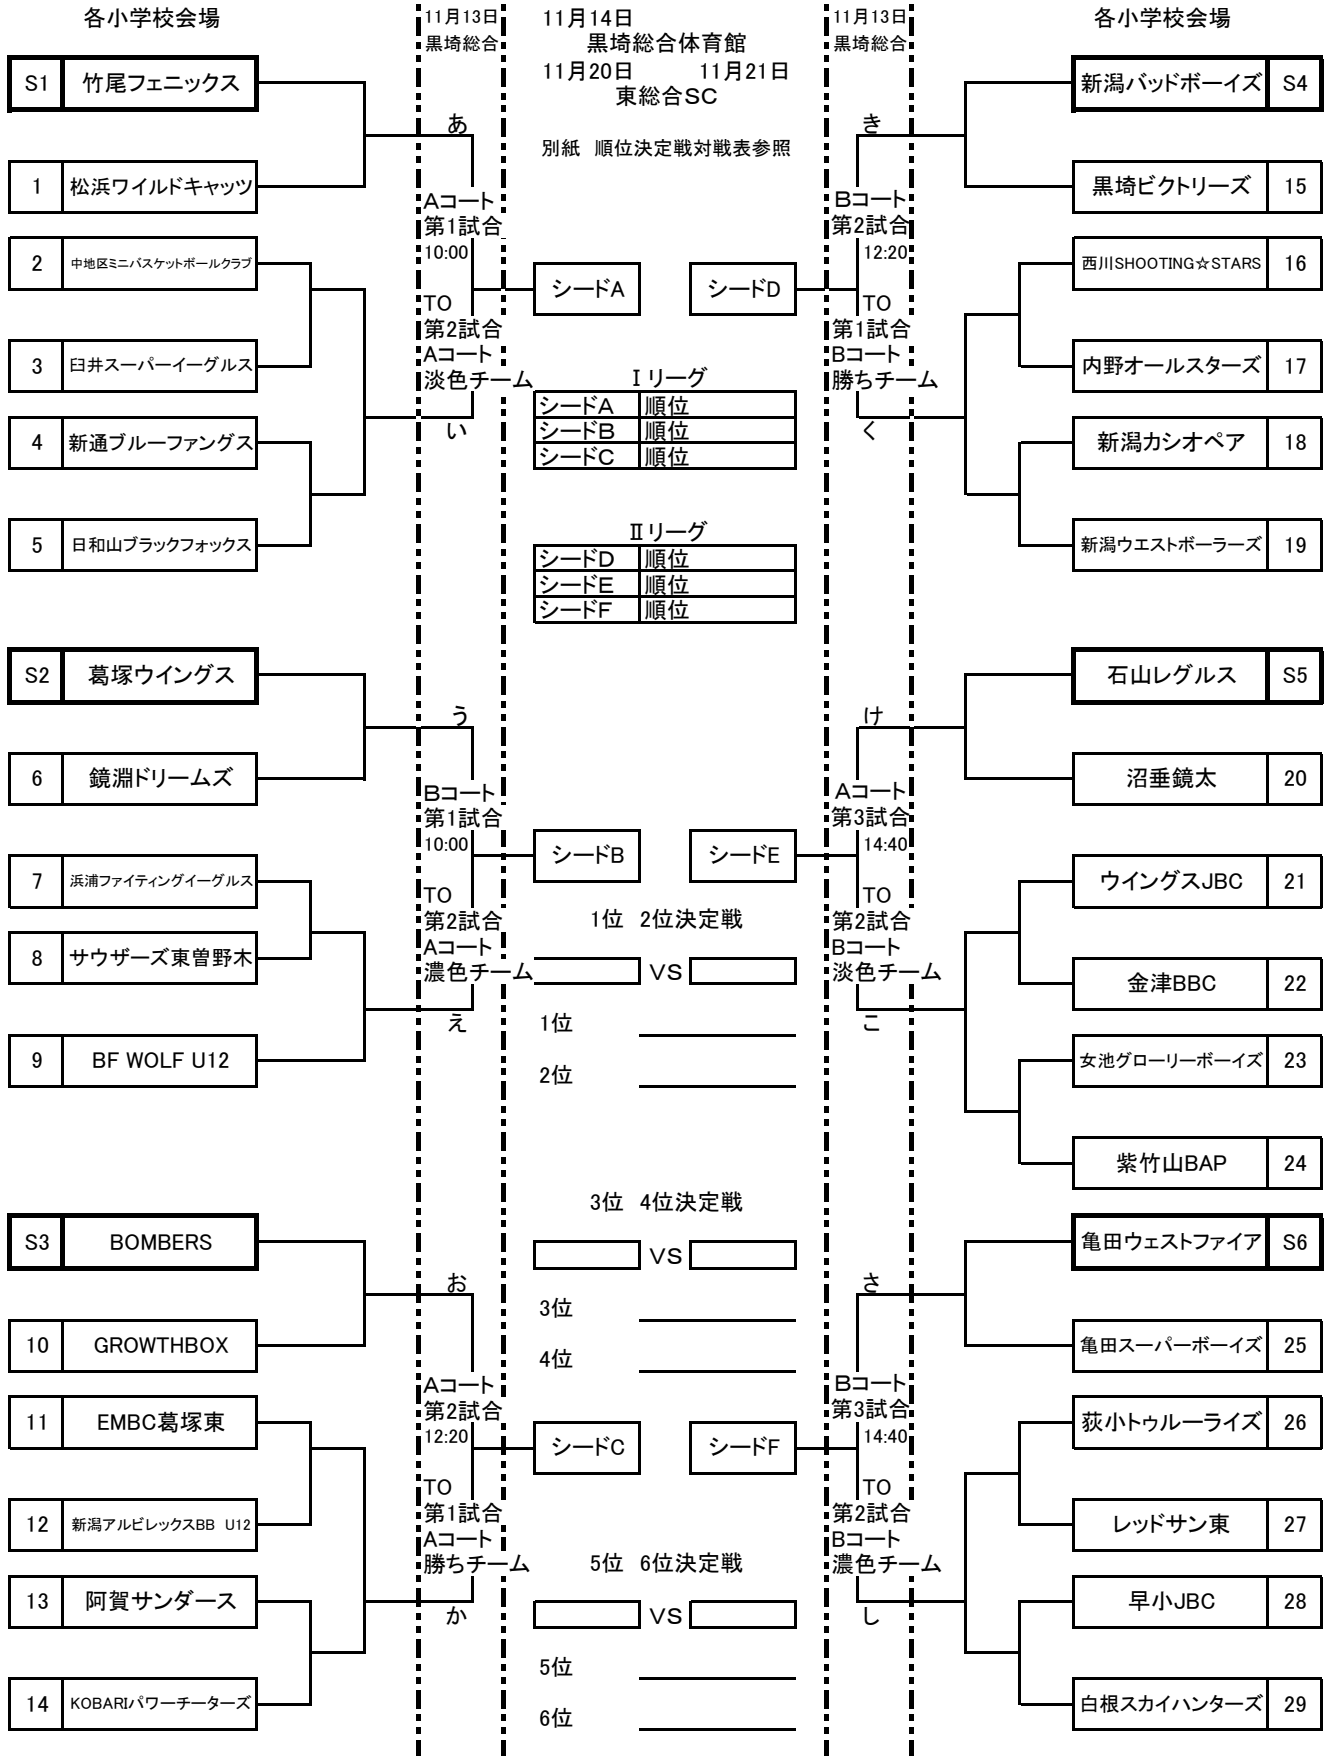 各小学校会場
11月13日
黒埼総合
11月14日
黒埼総合体育館
11月20日 11月21日
東総合SC
別紙 順位決定戦対戦表参照
11月13日
黒埼総合
各小学校会場
S1 竹尾フェニックス
1 松浜ワイルドキャッツ
2 中地区ミニバスケットボールクラブ
3 臼井スーパーイーグルス
4 新通ブルーファングス
5 日和山ブラックフォックス
S2 葛塚ウイングス
6 鏡淵ドリームズ
7 浜浦ファイティングイーグルス
8 サウザーズ東曽野木
9 BF WOLF U12
S3 BOMBERS
10 GROWTHBOX
11 EMBC葛塚東
12 新潟アルビレックスBB U12
13 阿賀サンダース
14 KOBARIパワーチーターズ
あ
Aコート
第1試合
10:00
TO
第2試合
Aコート
淡色チーム
い
う
Bコート
第1試合
10:00
TO
第2試合
Aコート
濃色チーム
え
お
Aコート
第2試合
12:20
TO
第1試合
Aコート
勝ちチーム
か
シードA シードD
Ⅰリーグ
シードA 順位
シードB 順位
シードC 順位
Ⅱリーグ
シードD 順位
シードE 順位
シードF 順位
シードB シードE
1位 2位決定戦
VS
1位
2位
3位 4位決定戦
VS
3位
4位
シードC シードF
5位 6位決定戦
VS
5位
6位
き
Bコート
第2試合
12:20
TO
第1試合
Bコート
勝ちチーム
く
け
Aコート
第3試合
14:40
TO
第2試合
Bコート
淡色チーム
こ
さ
Bコート
第3試合
14:40
TO
第2試合
Bコート
濃色チーム
し
新潟バッドボーイズ S4
黒埼ビクトリーズ 15
西川SHOOTING☆STARS 16
内野オールスターズ 17
新潟カシオペア 18
新潟ウエストボーラーズ 19
石山レグルス S5
沼垂鏡太 20
ウイングスJBC 21
金津BBC 22
女池グローリーボーイズ 23
紫竹山BAP 24
亀田ウェストファイア S6
亀田スーパーボーイズ 25
荻小トゥルーライズ 26
レッドサン東 27
早小JBC 28
白根スカイハンターズ 29